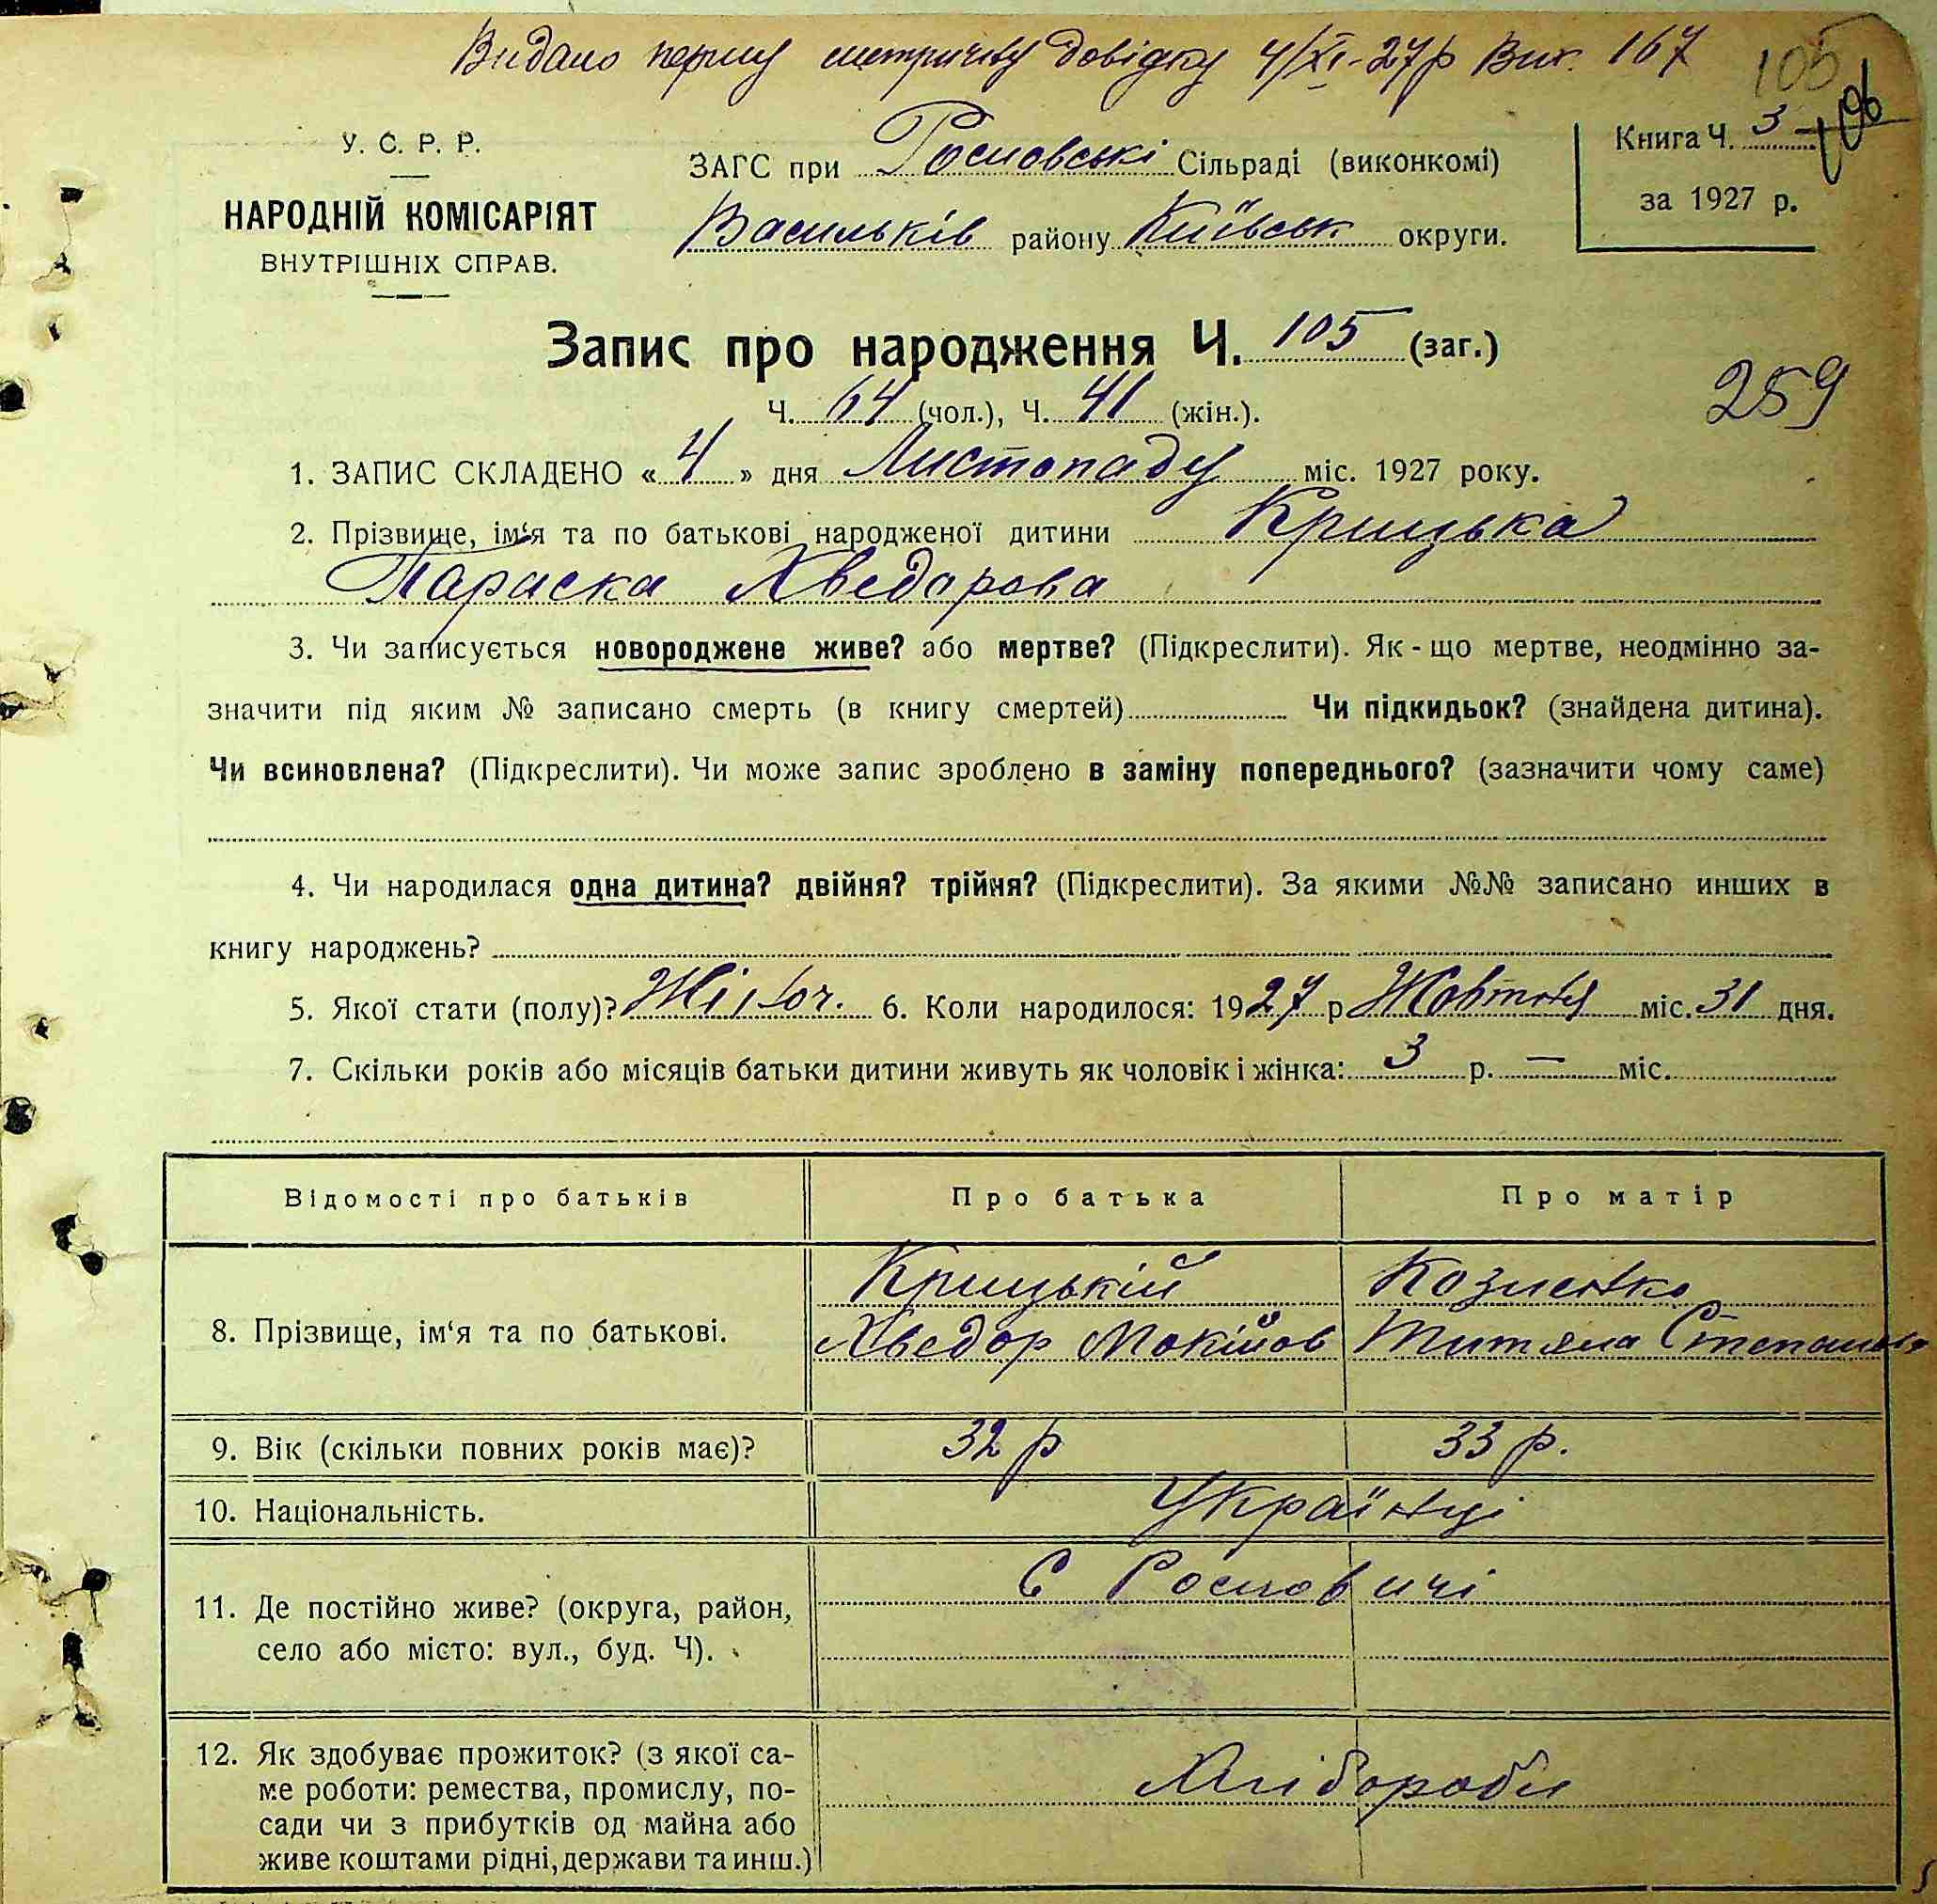 Видано першу метричну довідку 4/XI-27р Вих. 167
105
106
У. С. Р. Р.
НАРОДНІЙ КОМІСАРІЯТ
ВНУТРІШНІХ СПРАВ.
ЗАГС при Росновські Сільраді (виконкомі)
Васильків району Київськ округи.
Книга Ч. 3
за 1927 р.
Запис про народження Ч. 105 (заг.)
Ч. 64 (чол.), Ч. 41 (жін.).
259
1. ЗАПИС СКЛАДЕНО «4» дня Листопаду міс. 1927 року.
2. Прізвище, ім‘я та по батькові народженої дитини Крицька
Параска Хведорова
3. Чи записується новороджене живе? або мертве? (Підкреслити). Як-що мертве, неодмінно за-
значити під яким № записано смерть (в книгу смертей) Чи підкидьок? (знайдена дитина).
Чи всиновлена? (Підкреслити). Чи може запис зроблено в заміну попереднього? (зазначити чому саме)
4. Чи народилася одна дитина? двійня? трійня? (Підкреслити). За якими №№ записано инших в
книгу народжень?
5. Якої стати (полу)? Жіноч. 6. Коли народилося: 1927 р Жовтня міс. 31 дня.
7. Скільки років або місяців батьки дитини живуть як чоловік і жінка: 3 р. — міс.
Відомості про батьків Про батька Про матір
8. Прізвище, ім‘я та по батькові.
Крицькій
Хведор Мокійов
Козиенко
Титяна Степанова
9. Вік (скільки повних років має)? 32 р 33 р.
10. Національність. Українці
11. Де постійно живе? (округа, район,
село або місто: вул., буд. Ч).
С Росновичі
12. Як здобуває прожиток? (з якої са-
ме роботи: ремества, промислу, по-
сади чи з прибутків од майна або
живе коштами рідні, держави та инш.)
Хлібороби